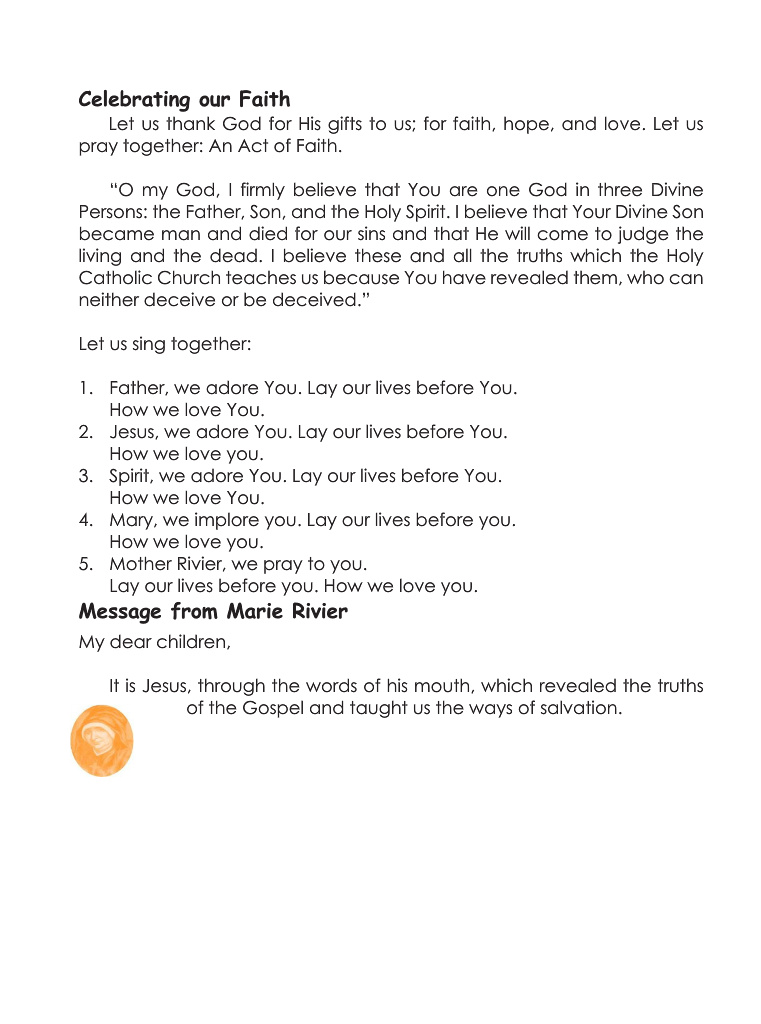 Celebrating our Faith
Let us thank God for His gifts to us; for faith, hope, and love. Let us
pray together: An Act of Faith.
“O my God, I firmly believe that You are one God in three Divine
Persons: the Father, Son, and the Holy Spirit. I believe that Your Divine Son
became man and died for our sins and that He will come to judge the
living and the dead. I believe these and all the truths which the Holy
Catholic Church teaches us because You have revealed them, who can
neither deceive or be deceived.”
Let us sing together:
1. Father, we adore You. Lay our lives before You.
How we love You.
2. Jesus, we adore You. Lay our lives before You.
How we love you.
3. Spirit, we adore You. Lay our lives before You.
How we love You.
4. Mary, we implore you. Lay our lives before you.
How we love you.
5. Mother Rivier, we pray to you.
Lay our lives before you. How we love you.
Message from Marie Rivier
My dear children,
It is Jesus, through the words of his mouth, which revealed the truths
of the Gospel and taught us the ways of salvation.